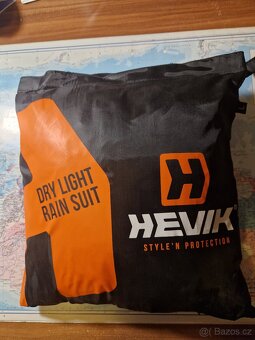 DRY LIGHT
RAIN SUIT
H
HEVIK
STYLE'N PROTECTION
© Bazos.cz